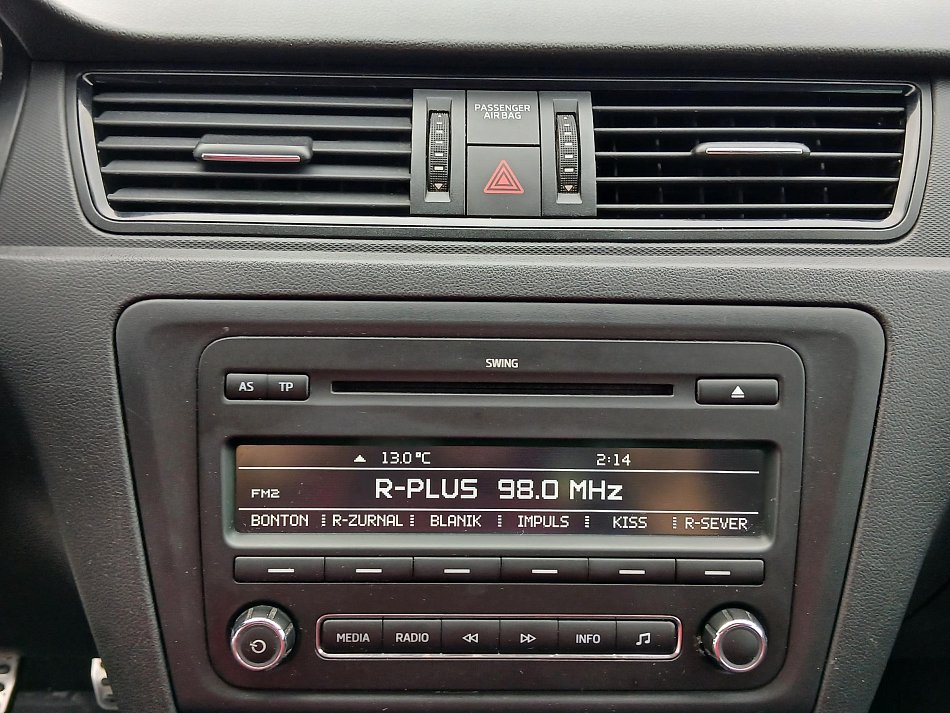 PASSENGER
AIR BAG
SWING
AS TP
13.0°C 2:14
FM2 R-PLUS 98.0 MHz
BONTON R-ZURNAL BLANIK IMPULS KISS R-SEVER
MEDIA RADIO INFO